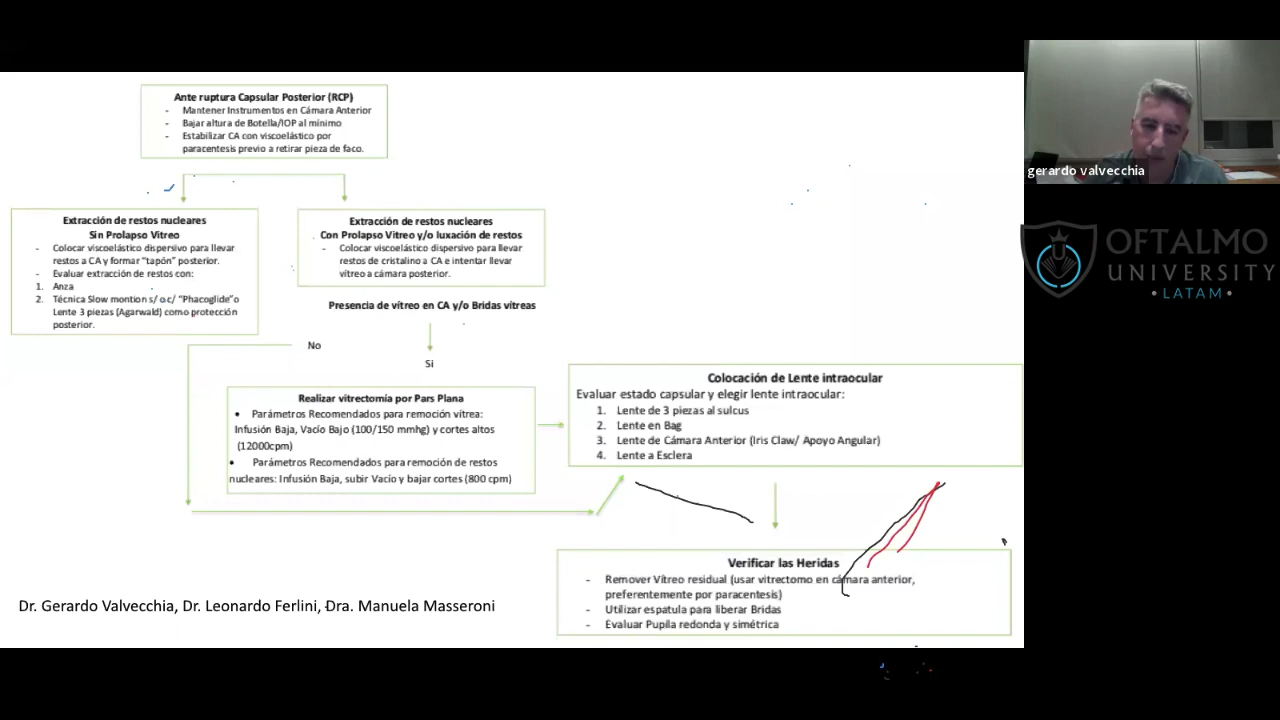 Ante ruptura Capsular Posterior (RCP)
- Mantener Instrumentos en Cámara Anterior
- Bajar altura de Botella/IOP al mínimo
- Estabilizar CA con viscoelástico por
paracentesis previo a retirar pieza de faco.
gerardo valvecchia
Extracción de restos nucleares
Sin Prolapso Vítreo
- Colocar viscoelástico dispersivo para llevar
restos a CA y formar "tapón" posterior.
- Evaluar extracción de restos con:
1. Anza
2. Técnica Slow montion s/ o c/ "Phacoglide"o
Lente 3 piezas (Agarwald) como protección
posterior.
Extracción de restos nucleares
Con Prolapso Vítreo y/o luxación de restos
- Colocar viscoelástico dispersivo para llevar
restos de cristalino a CA e intentar llevar
vítreo a cámara posterior.
OFTALMO
UNIVERSITY
• LATAM •
Presencia de vítreo en CA y/o Bridas vítreas
No
Si
Realizar vitrectomía por Pars Plana
• Parámetros Recomendados para remoción vítrea:
Infusión Baja, Vacío Bajo (100/150 mmhg) y cortes altos
(12000cpm)
• Parámetros Recomendados para remoción de restos
nucleares: Infusión Baja, subir Vacío y bajar cortes (800 cpm)
Colocación de Lente intraocular
Evaluar estado capsular y elegir lente intraocular:
1. Lente de 3 piezas al sulcus
2. Lente en Bag
3. Lente de Cámara Anterior (Iris Claw/ Apoyo Angular)
4. Lente a Esclera
Verificar las Heridas
- Remover Vítreo residual (usar vitrectomo en cámara anterior,
preferentemente por paracentesis)
- Utilizar espatula para liberar Bridas
- Evaluar Pupila redonda y simétrica
Dr. Gerardo Valvecchia, Dr. Leonardo Ferlini, Dra. Manuela Masseroni